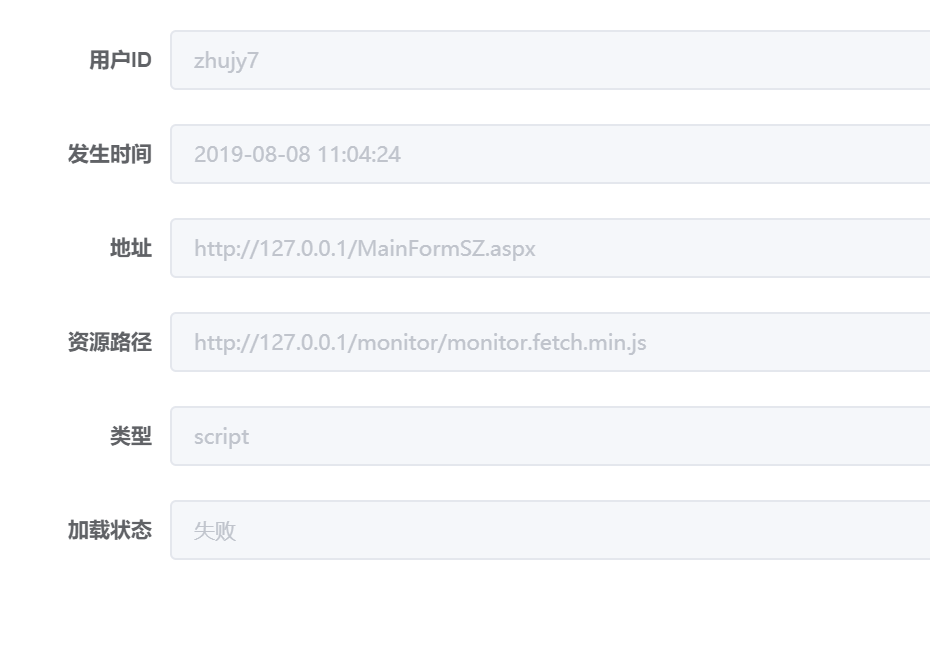 用户ID zhujy7
发生时间 2019-08-08 11:04:24
地址 http://127.0.0.1/MainFormSZ.aspx
资源路径 http://127.0.0.1/monitor/monitor.fetch.min.js
类型 script
加载状态 失败